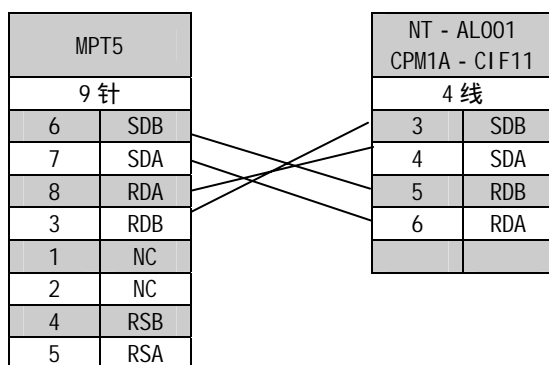 MPT5
9 针
6 SDB
7 SDA
8 RDA
3 RDB
1 NC
2 NC
4 RSB
5 RSA
NT - AL001
CPM1A - CIF11
4 线
3 SDB
4 SDA
5 RDB
6 RDA